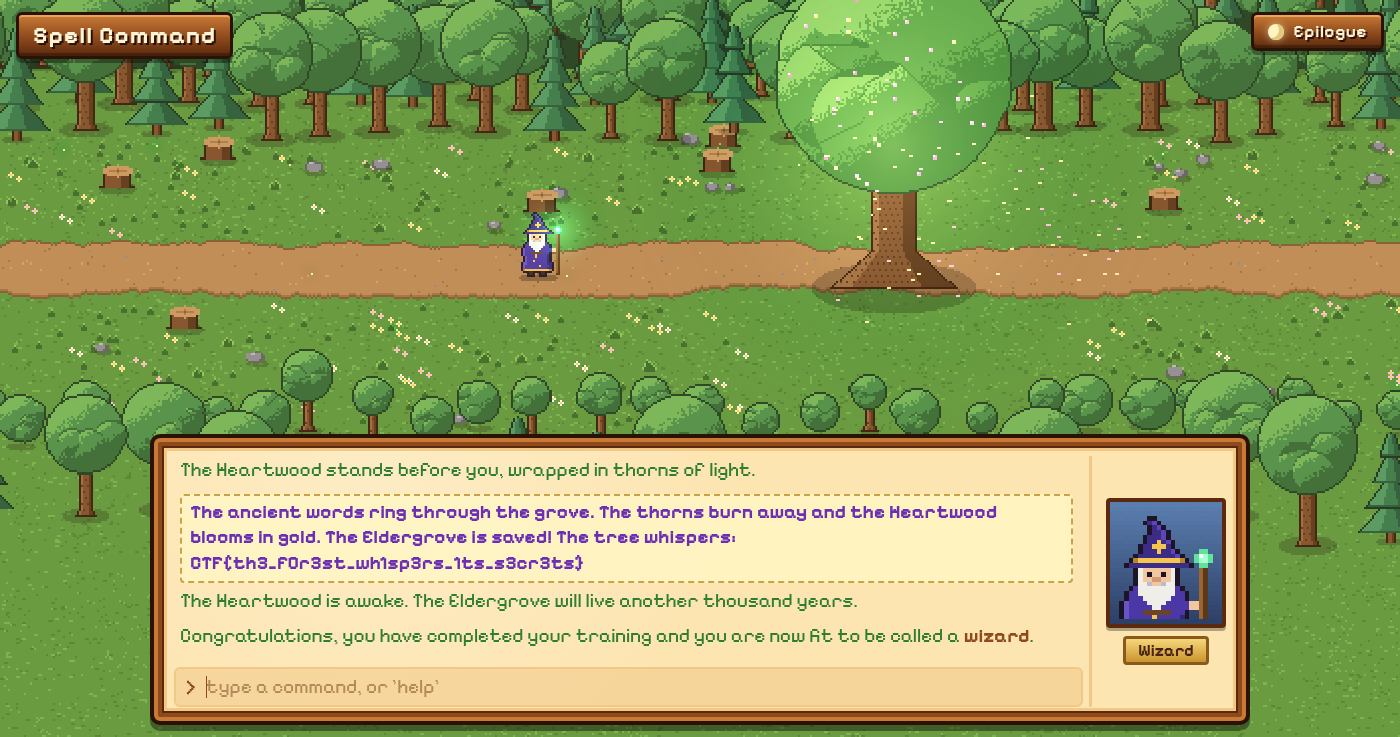 Spell Command
Epilogue
The Heartwood stands before you, wrapped in thorns of light.
The ancient words ring through the grove. The thorns burn away and the Heartwood
blooms in gold. The Eldergrove is saved! The tree whispers:
CTF{th3_f0r3st_wh1sp3rs_1ts_s3cr3ts}
The Heartwood is awake. The Eldergrove will live another thousand years.
Congratulations, you have completed your training and you are now fit to be called a wizard.
> type a command, or 'help'
Wizard